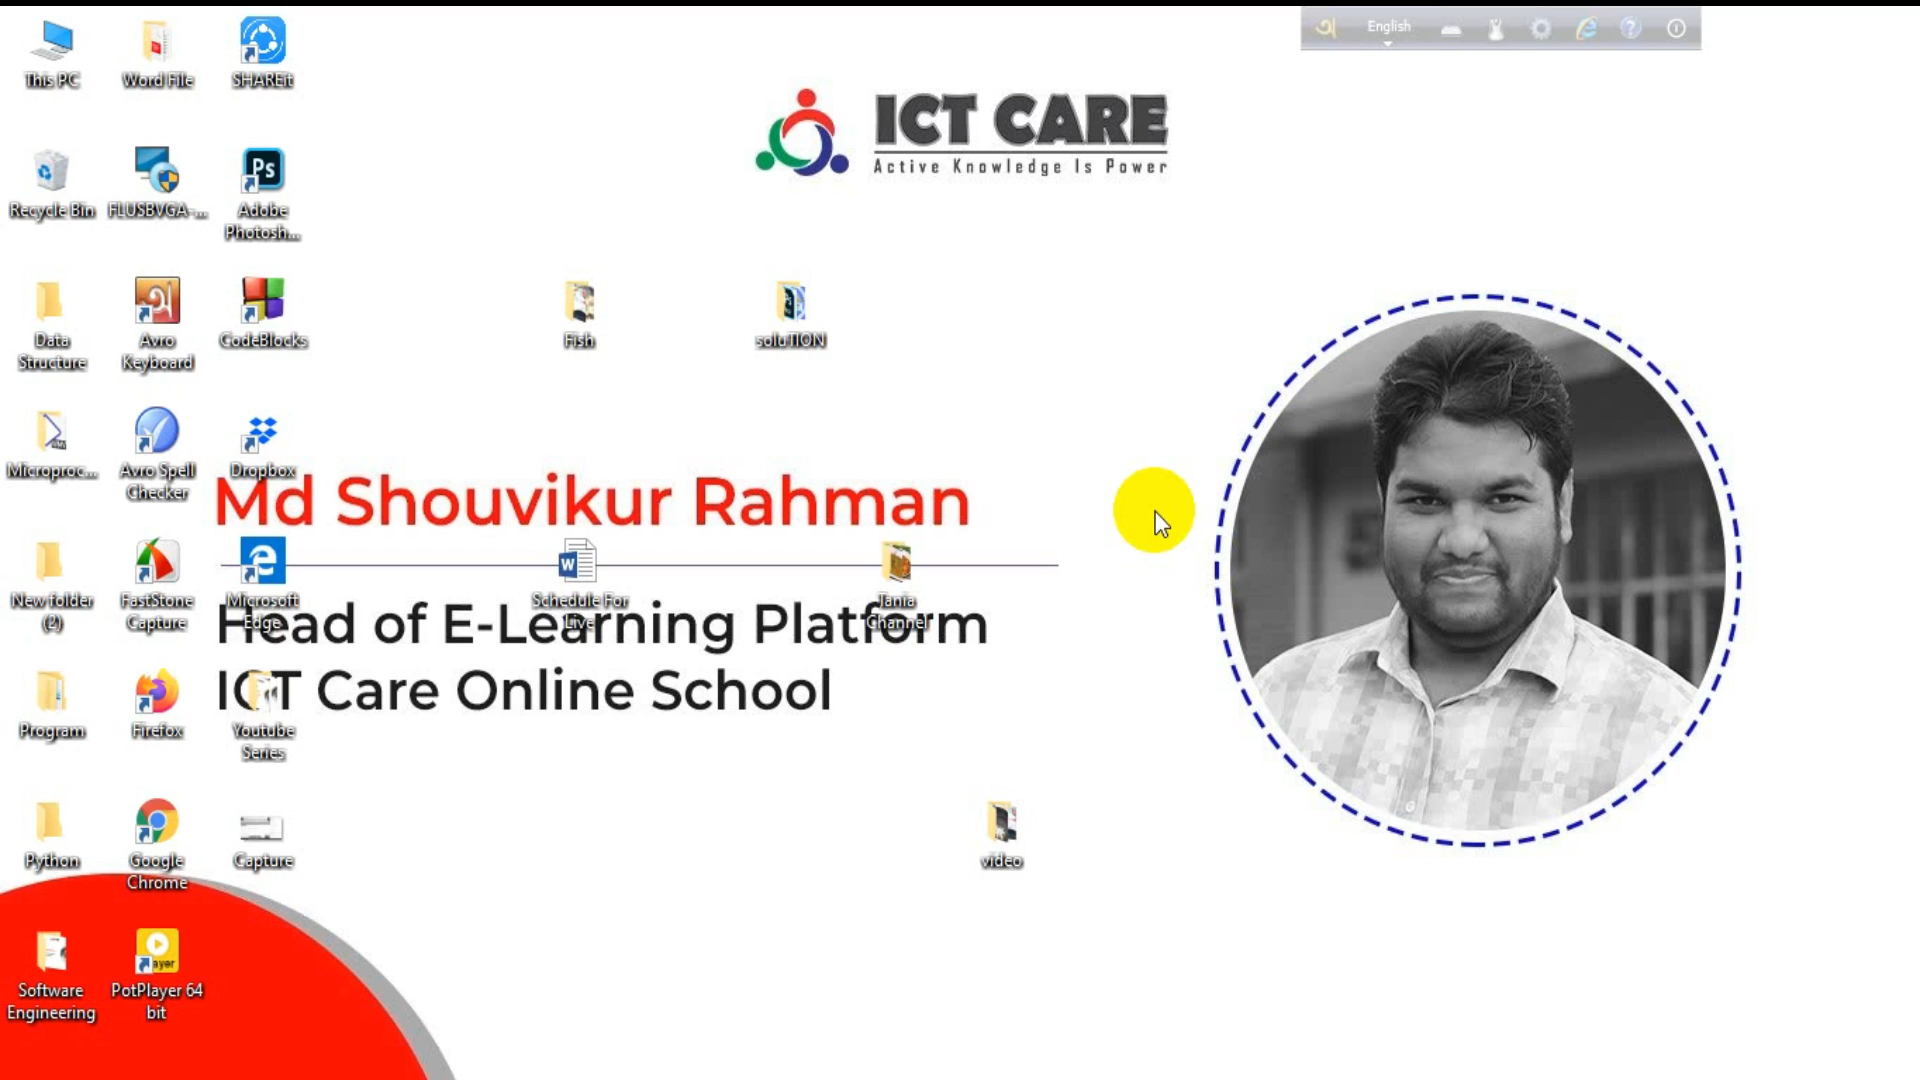 This PC
Word File
SHAREit
English
ICT CARE
Active Knowledge Is Power
Recycle Bin
FLUSBVGA-...
Ps
Adobe
Photosh...
Data
Structure
অ
Avro
Keyboard
CodeBlocks
Fish
soluTION
Microproc...
Avro Spell
Checker
Dropbox
Md Shouvikur Rahman
New folder
(2)
FastStone
Capture
Microsoft
Edge
W
Schedule For
Live
Tania
Channel
Head of E-Learning Platform
ICT Care Online School
Program
Firefox
Youtube
Series
Python
Google
Chrome
Capture
video
Software
Engineering
ayer
PotPlayer 64
bit